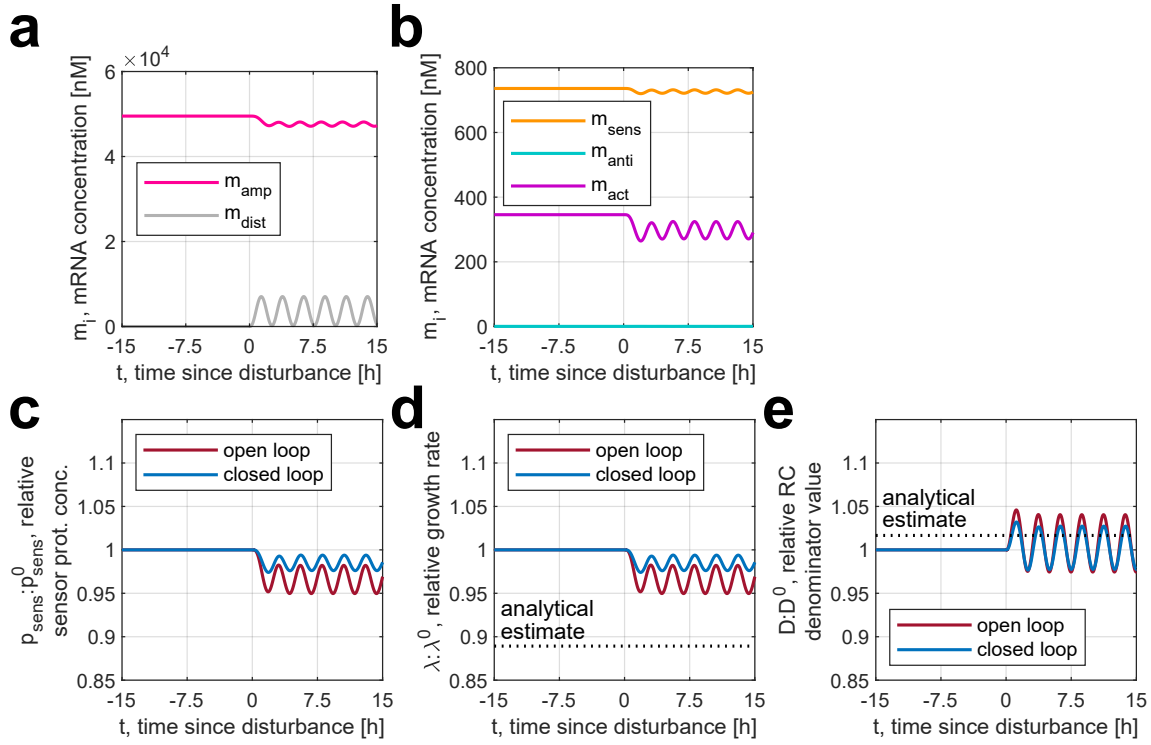 a
× 10⁴
m_i, mRNA concentration [nM]
6
4
2
0
m_amp
m_dist
-15 -7.5 0 7.5 15
t, time since disturbance [h]
b
m_i, mRNA concentration [nM]
800
600
400
200
0
m_sens
m_anti
m_act
-15 -7.5 0 7.5 15
t, time since disturbance [h]
c
p_sens:p⁰_sens, relative
sensor prot. conc.
1.1
1.05
1
0.95
0.9
0.85
open loop
closed loop
-15 -7.5 0 7.5 15
t, time since disturbance [h]
d
λ:λ⁰, relative growth rate
1.1
1.05
1
0.95
0.9
0.85
open loop
closed loop
analytical
estimate
-15 -7.5 0 7.5 15
t, time since disturbance [h]
e
D:D⁰, relative RC
denominator value
1.1
1.05
1
0.95
0.9
0.85
analytical
estimate
open loop
closed loop
-15 -7.5 0 7.5 15
t, time since disturbance [h]